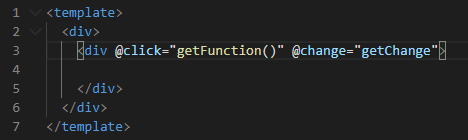 1 <template>
2 <div>
3 <div @click="getFunction()" @change="getChange">
4
5 </div>
6 </div>
7 </template>